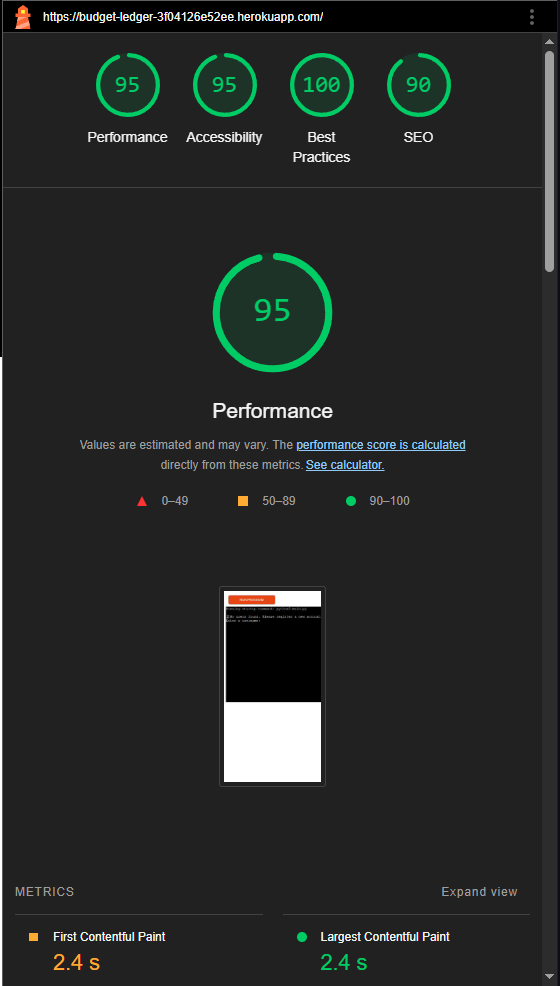 https://budget-ledger-3f04126e52ee.herokuapp.com/
95
95
100
90
Performance
Accessibility
Best
Practices
SEO
95
Performance
Values are estimated and may vary. The performance score is calculated
directly from these metrics. See calculator.
0–49
50–89
90–100
METRICS
Expand view
First Contentful Paint
2.4 s
Largest Contentful Paint
2.4 s